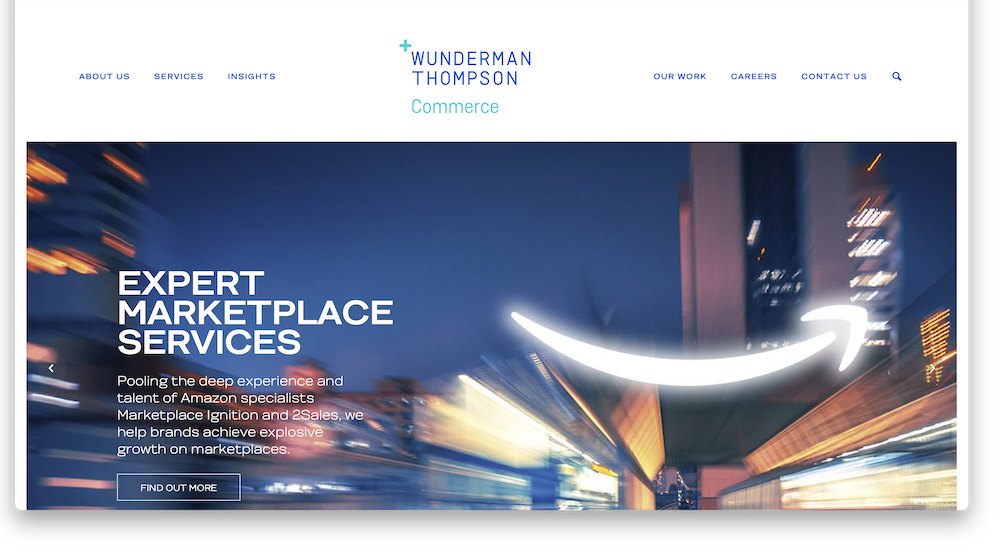 ABOUT US
SERVICES
INSIGHTS
WUNDERMAN
THOMPSON
Commerce
OUR WORK
CAREERS
CONTACT US
EXPERT
MARKETPLACE
SERVICES
Pooling the deep experience and
talent of Amazon specialists
Marketplace Ignition and 2Sales, we
help brands achieve explosive
growth on marketplaces.
FIND OUT MORE